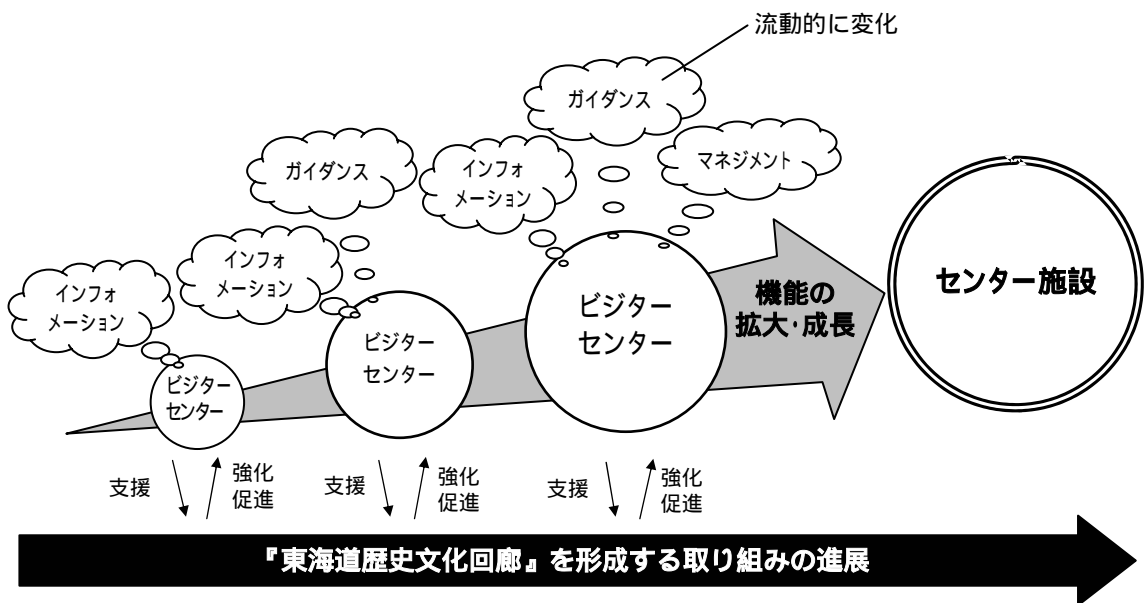 流動的に変化
ガイダンス
マネジメント
インフォ
メーション
ガイダンス
インフォ
メーション
インフォ
メーション
ビジター
センター
ビジター
センター
ビジター
センター
機能の
拡大・成長
センター施設
支援
強化
促進
支援
強化
促進
支援
強化
促進
『東海道歴史文化回廊』を形成する取り組みの進展